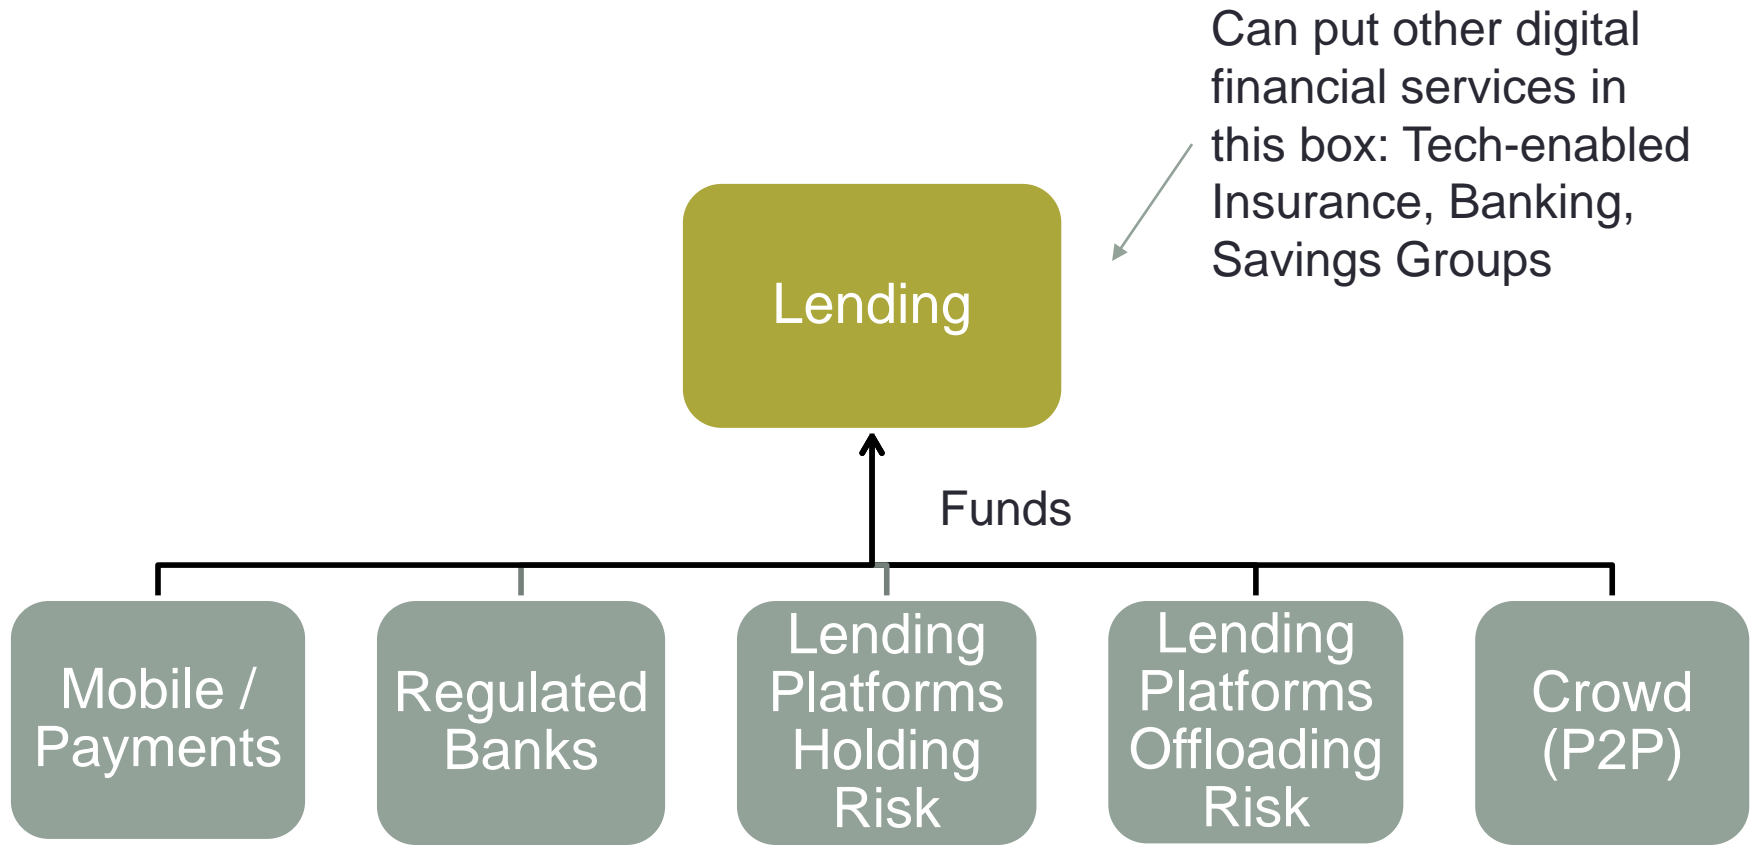 Can put other digital
financial services in
this box: Tech-enabled
Insurance, Banking,
Savings Groups
Lending
Funds
Mobile /
Payments
Regulated
Banks
Lending
Platforms
Holding
Risk
Lending
Platforms
Offloading
Risk
Crowd
(P2P)